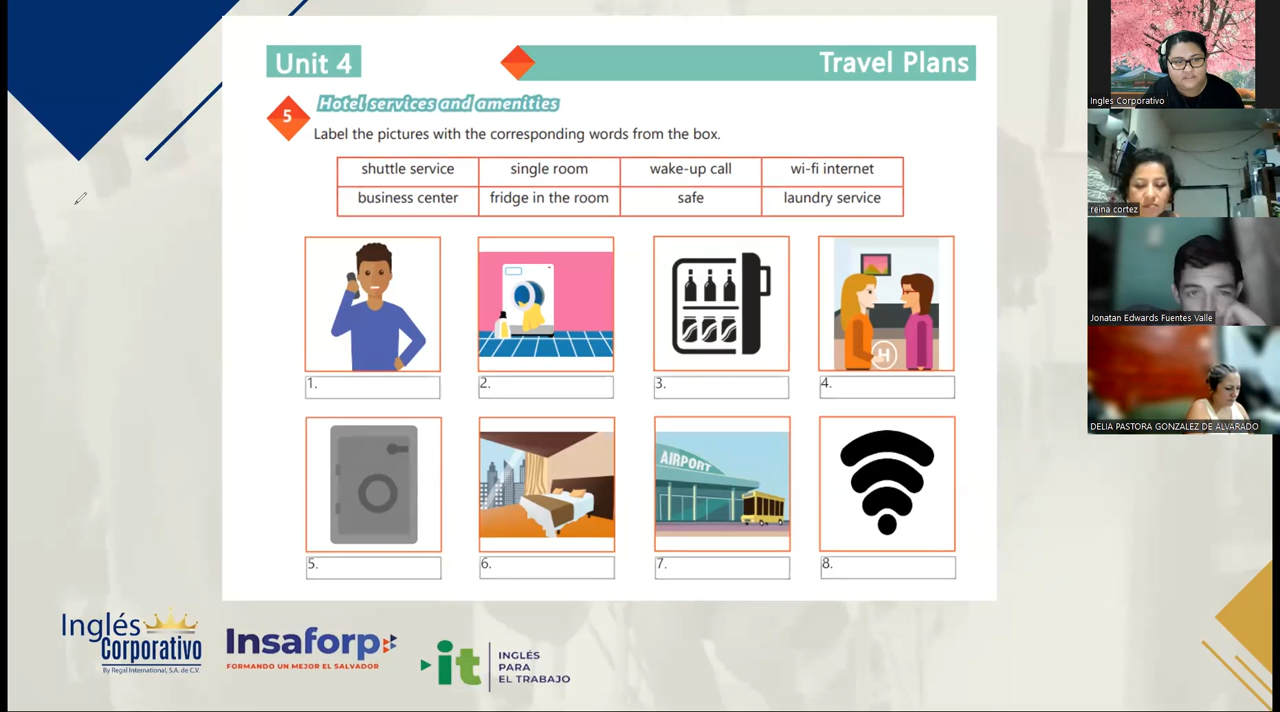 Unit 4
Travel Plans
5
Hotel services and amenities
Label the pictures with the corresponding words from the box.
shuttle service single room wake-up call wi-fi internet
business center fridge in the room safe laundry service
1. 2. 3. 4.
H
AIRPORT
5. 6. 7. 8.
Inglés
Corporativo
By Regal International, S.A. de C.V.
Insaforp
FORMANDO UN MEJOR EL SALVADOR
it
INGLÉS
PARA
EL TRABAJO
Ingles Corporativo
reina cortez
Jonatan Edwards Fuentes Valle
DELIA PASTORA GONZALEZ DE ALVARADO